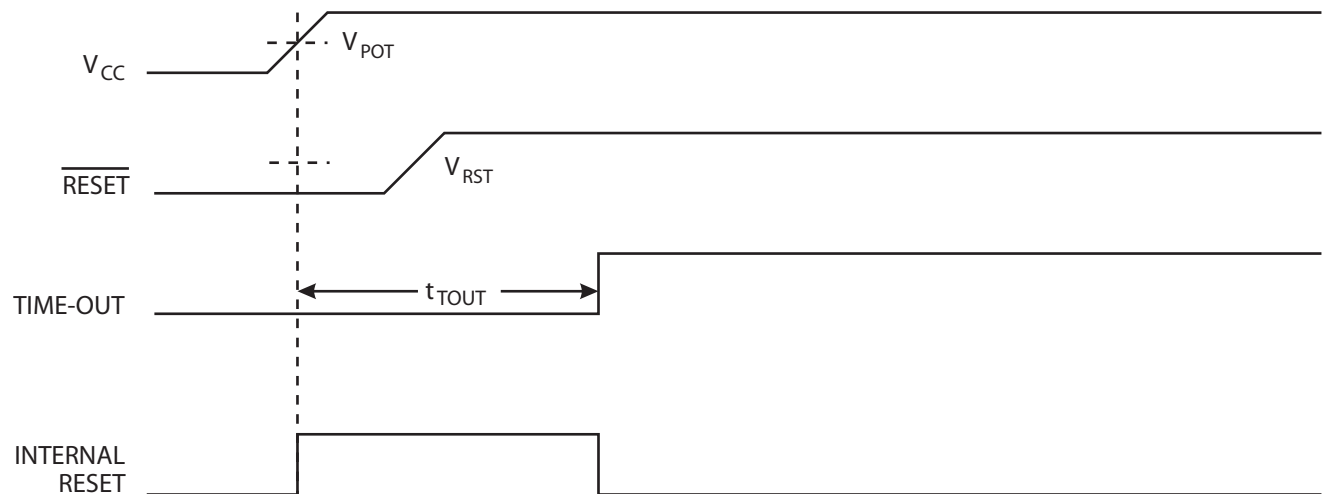 V_CC
V_POT
RESET
V_RST
TIME-OUT
t_TOUT
INTERNAL
RESET